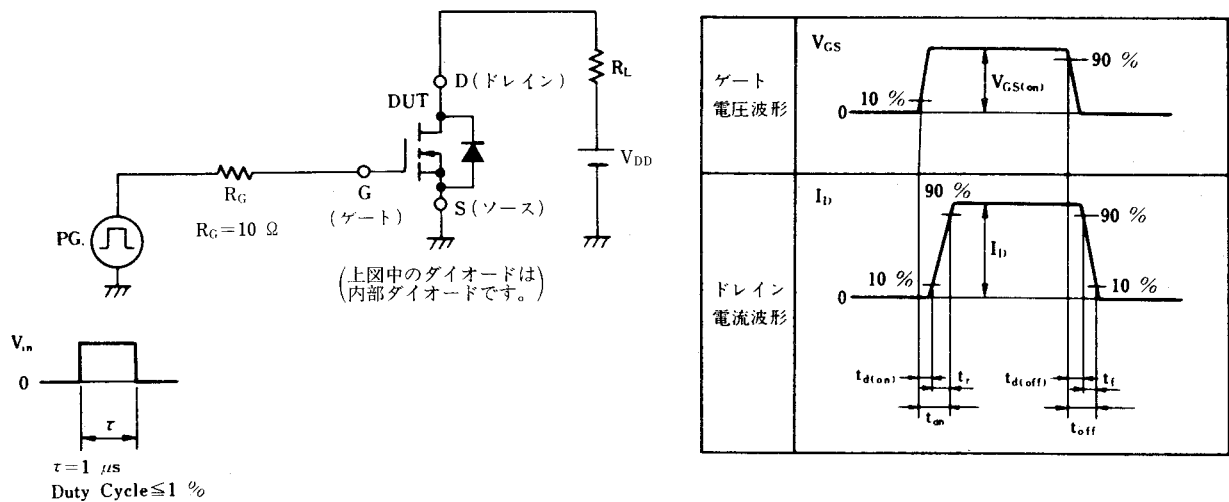 D(ドレイン)
R_L
DUT
V_DD
R_G
R_G=10 Ω
G
(ゲート)
S(ソース)
PG.
(上図中のダイオードは
内部ダイオードです。)
V_in
0
τ
τ=1 μs
Duty Cycle≦1 %
ゲート
電圧波形
V_GS
90 %
V_GS(on)
10 %
0
ドレイン
電流波形
I_D
90 %
90 %
I_D
10 %
10 %
0
t_d(on)
t_r
t_d(off)
t_f
t_on
t_off